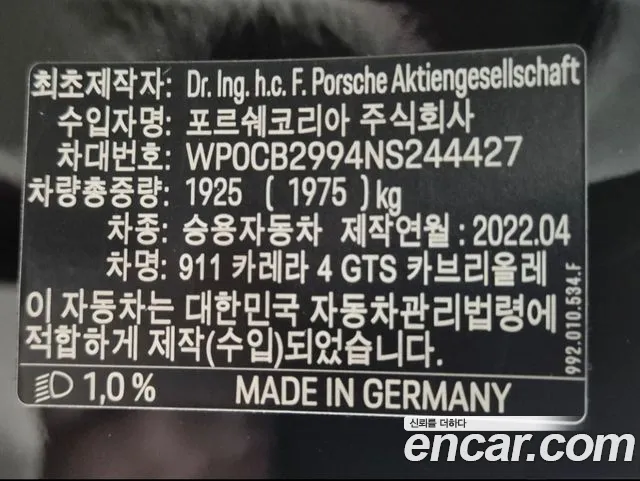 최초제작자: Dr. Ing. h.c. F. Porsche Aktiengesellschaft
수입자명: 포르쉐코리아 주식회사
차대번호: WP0CB2994NS244427
차량총중량: 1925 ( 1975 ) kg
차종: 승용자동차 제작연월 : 2022.04
차명: 911 카레라 4 GTS 카브리올레
이 자동차는 대한민국 자동차관리법령에
적합하게 제작(수입)되었습니다.
1,0 % MADE IN GERMANY
992.010.534.F
신뢰를 더하다
encar.com